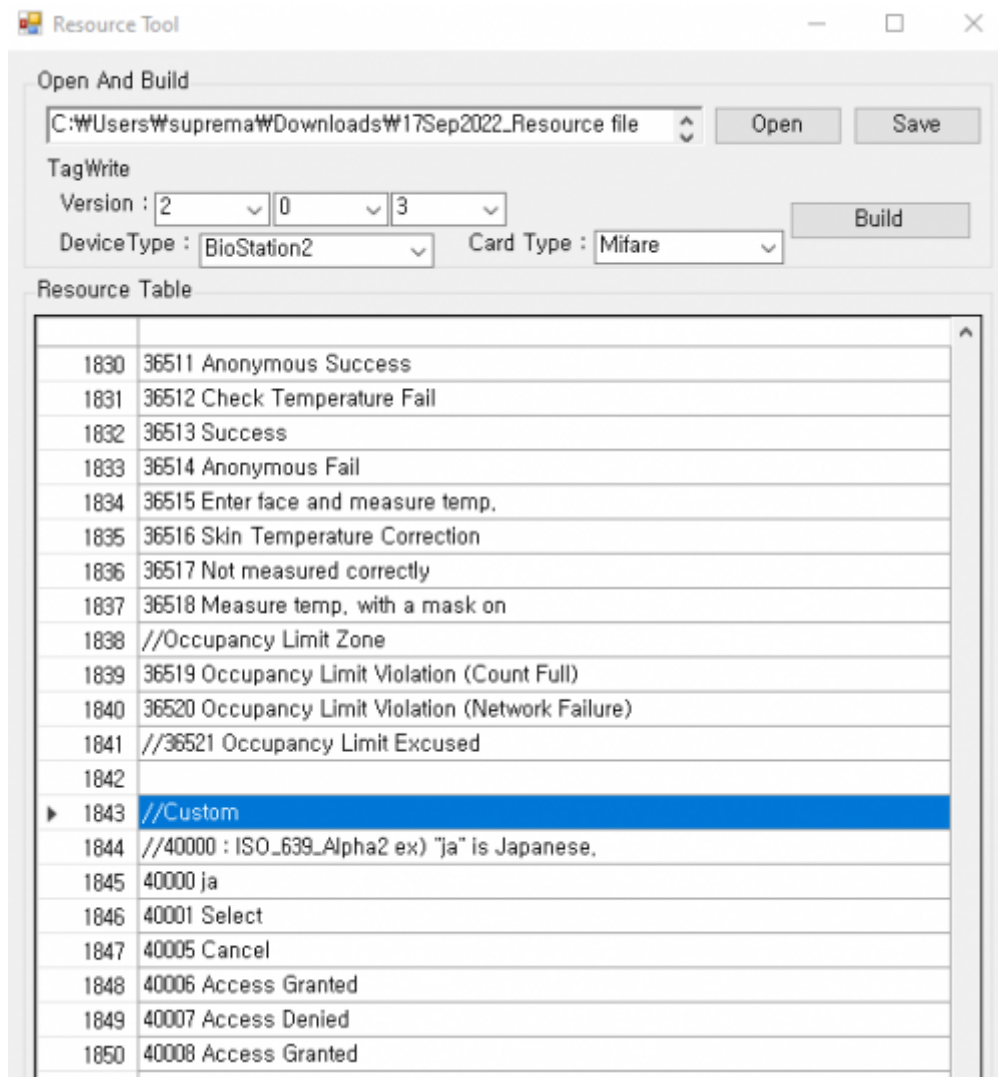 Resource Tool
Open And Build
C:₩Users₩suprema₩Downloads₩17Sep2022_Resource file
Open
Save
TagWrite
Version : 2 0 3
Build
DeviceType : BioStation2 Card Type : Mifare
Resource Table
1830 36511 Anonymous Success
1831 36512 Check Temperature Fail
1832 36513 Success
1833 36514 Anonymous Fail
1834 36515 Enter face and measure temp.
1835 36516 Skin Temperature Correction
1836 36517 Not measured correctly
1837 36518 Measure temp. with a mask on
1838 //Occupancy Limit Zone
1839 36519 Occupancy Limit Violation (Count Full)
1840 36520 Occupancy Limit Violation (Network Failure)
1841 //36521 Occupancy Limit Excused
1842
1843 //Custom
1844 //40000 : ISO_639_Alpha2 ex) "ja" is Japanese.
1845 40000 ja
1846 40001 Select
1847 40005 Cancel
1848 40006 Access Granted
1849 40007 Access Denied
1850 40008 Access Granted